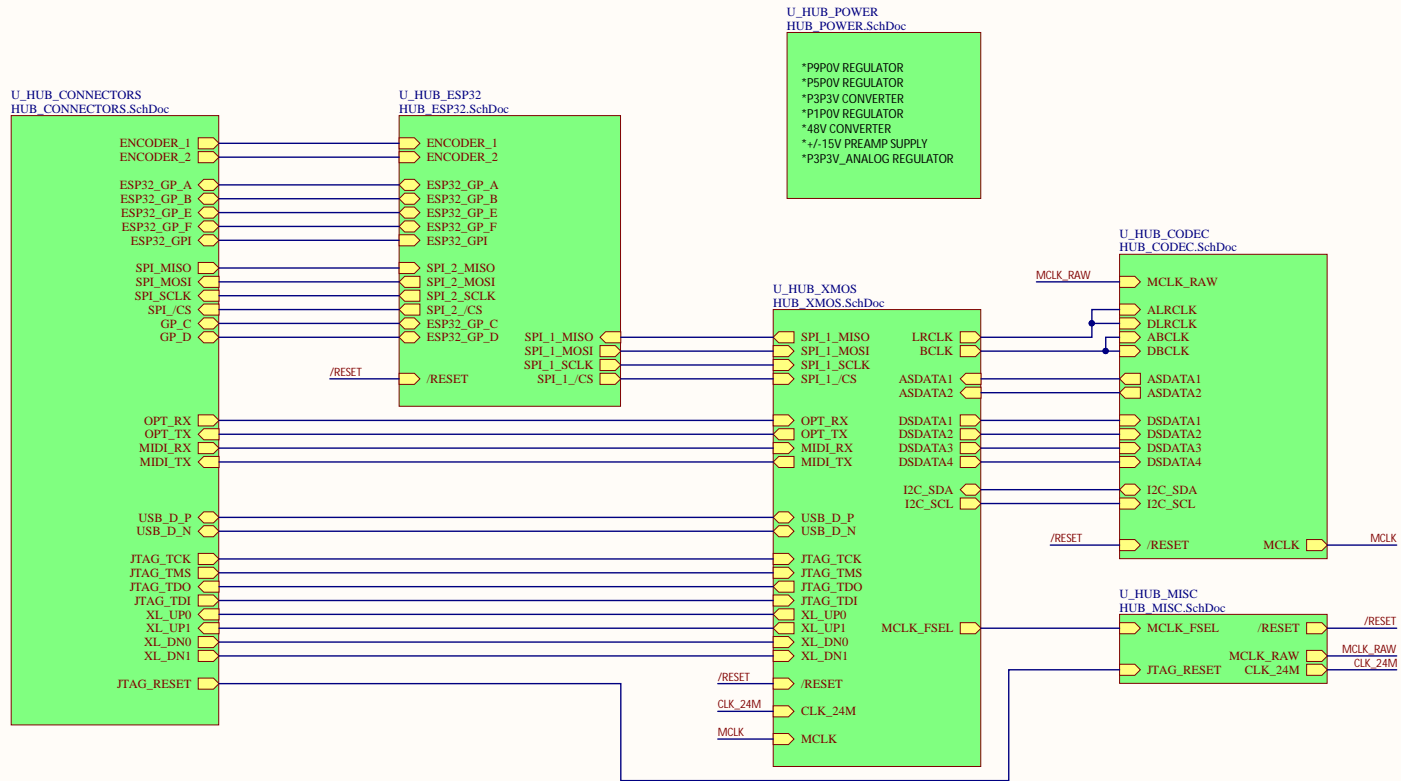 U_HUB_POWER
HUB_POWER.SchDoc
*P9P0V REGULATOR
*P5P0V REGULATOR
*P3P3V CONVERTER
*P1P0V REGULATOR
*48V CONVERTER
*+/-15V PREAMP SUPPLY
*P3P3V_ANALOG REGULATOR
U_HUB_CONNECTORS
HUB_CONNECTORS.SchDoc
ENCODER_1
ENCODER_2
ESP32_GP_A
ESP32_GP_B
ESP32_GP_E
ESP32_GP_F
ESP32_GPI
SPI_MISO
SPI_MOSI
SPI_SCLK
SPI_/CS
GP_C
GP_D
OPT_RX
OPT_TX
MIDI_RX
MIDI_TX
USB_D_P
USB_D_N
JTAG_TCK
JTAG_TMS
JTAG_TDO
JTAG_TDI
XL_UP0
XL_UP1
XL_DN0
XL_DN1
JTAG_RESET
U_HUB_ESP32
HUB_ESP32.SchDoc
ENCODER_1
ENCODER_2
ESP32_GP_A
ESP32_GP_B
ESP32_GP_E
ESP32_GP_F
ESP32_GPI
SPI_2_MISO
SPI_2_MOSI
SPI_2_SCLK
SPI_2_/CS
ESP32_GP_C
ESP32_GP_D
/RESET
/RESET
SPI_1_MISO
SPI_1_MOSI
SPI_1_SCLK
SPI_1_/CS
U_HUB_XMOS
HUB_XMOS.SchDoc
SPI_1_MISO
SPI_1_MOSI
SPI_1_SCLK
SPI_1_/CS
OPT_RX
OPT_TX
MIDI_RX
MIDI_TX
USB_D_P
USB_D_N
JTAG_TCK
JTAG_TMS
JTAG_TDO
JTAG_TDI
XL_UP0
XL_UP1
XL_DN0
XL_DN1
/RESET
/RESET
CLK_24M
CLK_24M
MCLK
MCLK
LRCLK
BCLK
ASDATA1
ASDATA2
DSDATA1
DSDATA2
DSDATA3
DSDATA4
I2C_SDA
I2C_SCL
MCLK_FSEL
U_HUB_CODEC
HUB_CODEC.SchDoc
MCLK_RAW
MCLK_RAW
ALRCLK
DLRCLK
ABCLK
DBCLK
ASDATA1
ASDATA2
DSDATA1
DSDATA2
DSDATA3
DSDATA4
I2C_SDA
I2C_SCL
/RESET
/RESET
MCLK
MCLK
U_HUB_MISC
HUB_MISC.SchDoc
MCLK_FSEL
JTAG_RESET
/RESET
/RESET
MCLK_RAW
MCLK_RAW
CLK_24M
CLK_24M